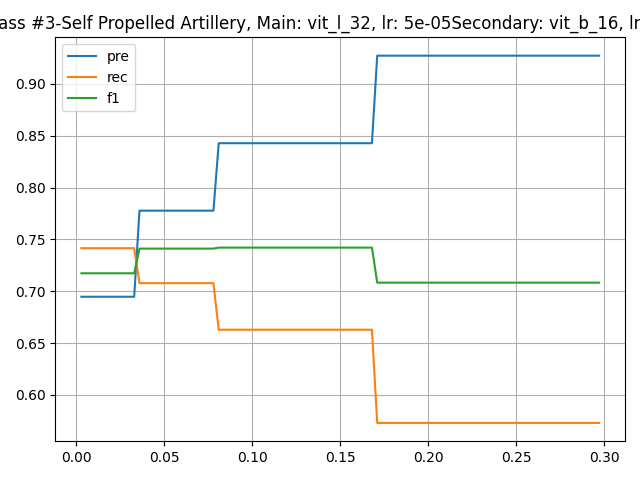 ass #3-Self Propelled Artillery, Main: vit_l_32, lr: 5e-05Secondary: vit_b_16, lr
pre
rec
f1
0.90
0.85
0.80
0.75
0.70
0.65
0.60
0.00 0.05 0.10 0.15 0.20 0.25 0.30